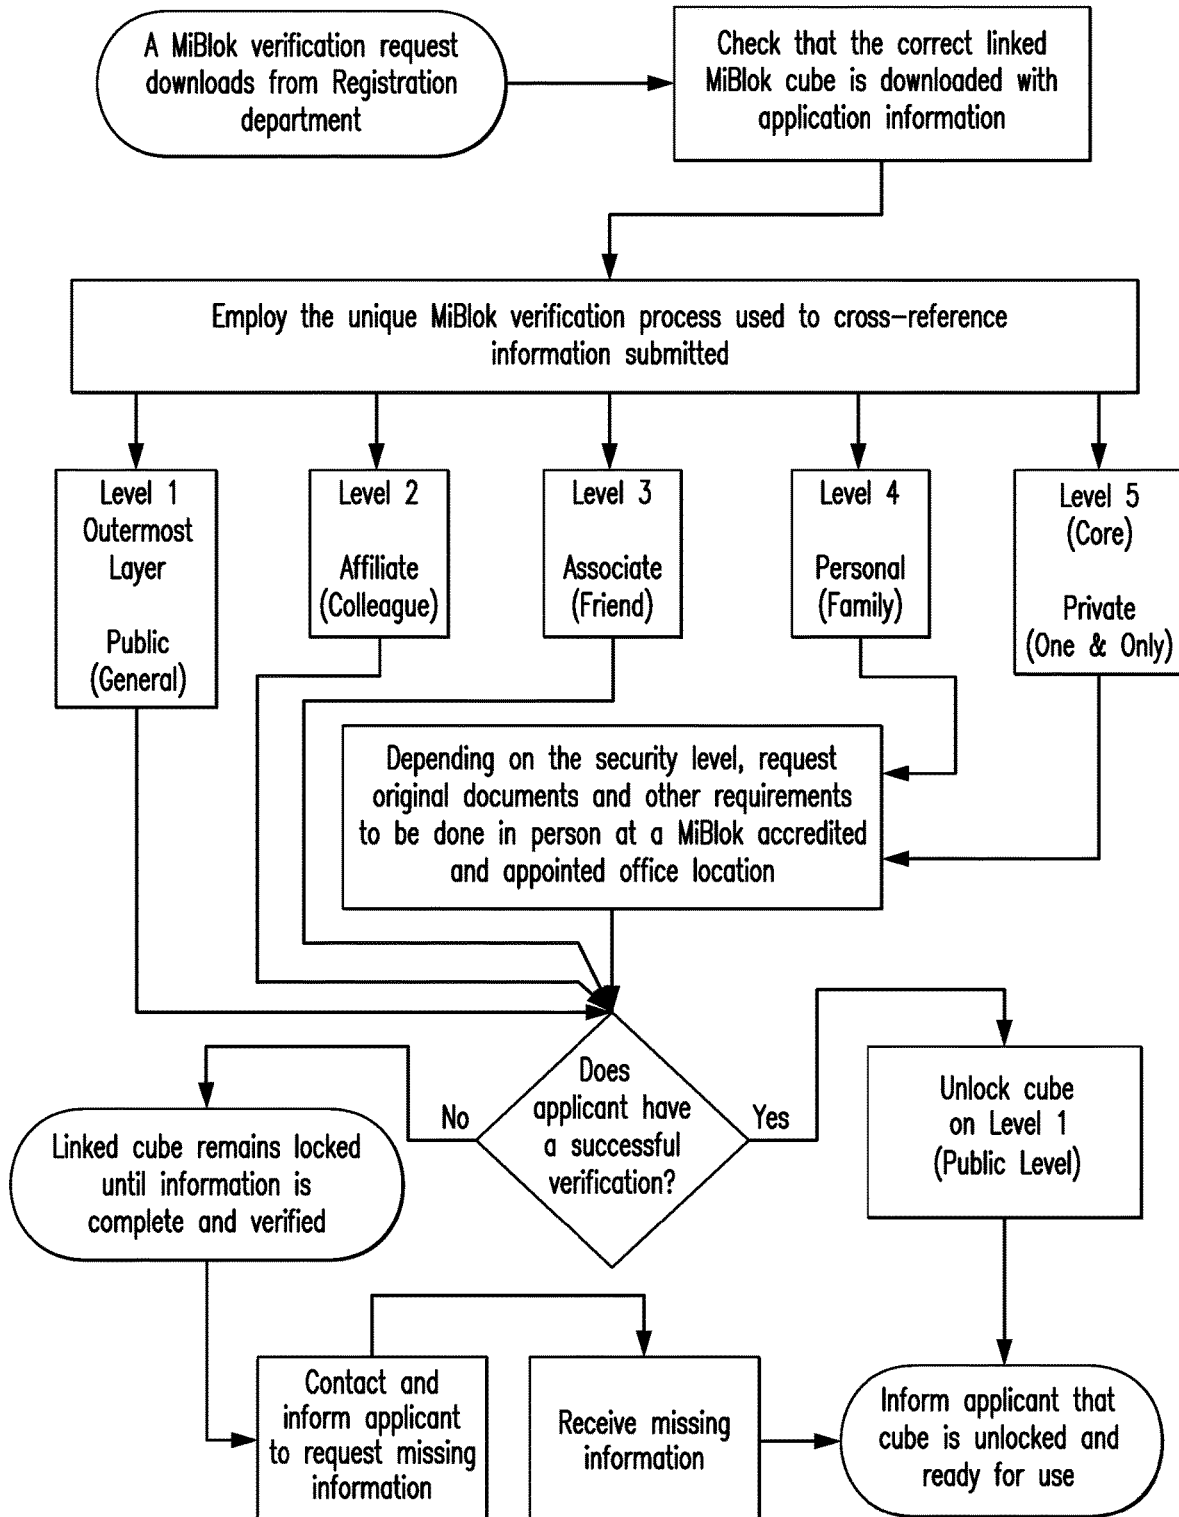 A MiBlok verification request
downloads from Registration
department
Check that the correct linked
MiBlok cube is downloaded with
application information
Employ the unique MiBlok verification process used to cross-reference
information submitted
Level 1
Outermost
Layer
Public
(General)
Level 2
Affiliate
(Colleague)
Level 3
Associate
(Friend)
Level 4
Personal
(Family)
Level 5
(Core)
Private
(One & Only)
Depending on the security level, request
original documents and other requirements
to be done in person at a MiBlok accredited
and appointed office location
Does
applicant have
a successful
verification?
No
Yes
Linked cube remains locked
until information is
complete and verified
Unlock cube
on Level 1
(Public Level)
Contact and
inform applicant
to request missing
information
Receive missing
information
Inform applicant that
cube is unlocked and
ready for use